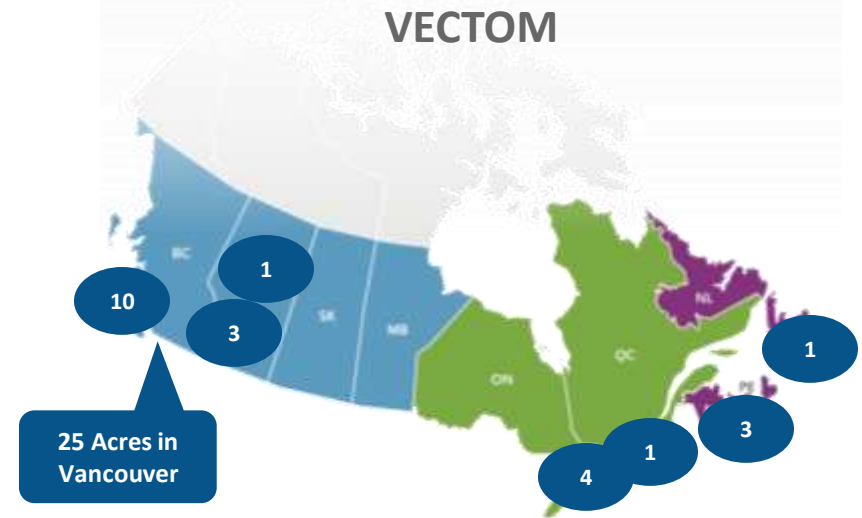 VECTOM
BC
1
10
3
SK
MB
NL
ON
QC
1
PE
25 Acres in
Vancouver
3
1
4